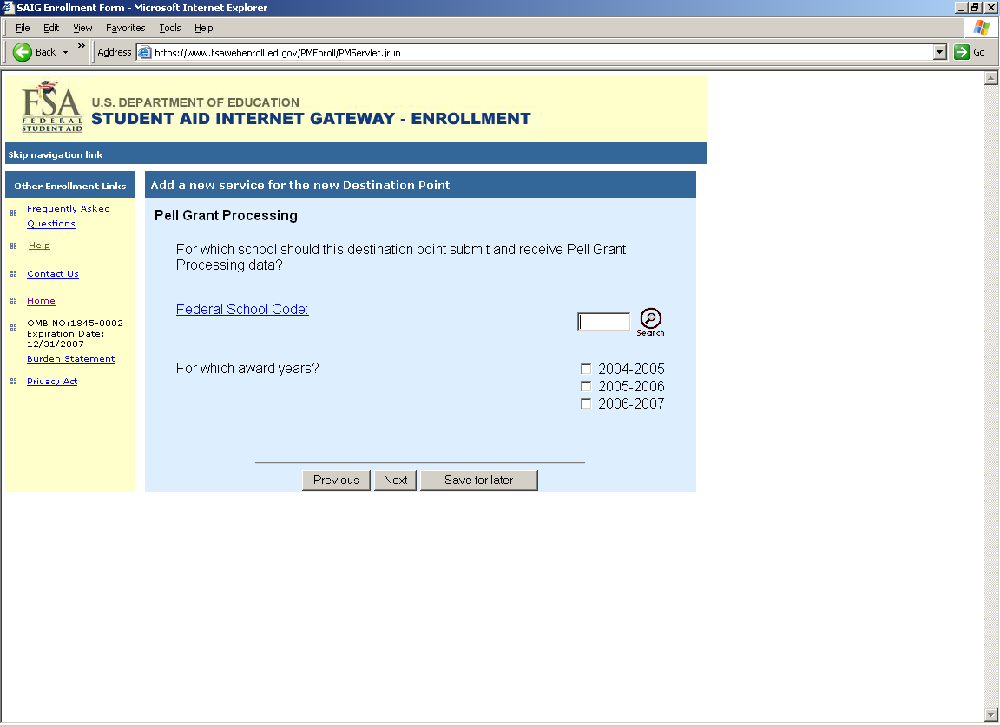 SAIG Enrollment Form - Microsoft Internet Explorer
File Edit View Favorites Tools Help
Back » Address https://www.fsawebenroll.ed.gov/PMEnroll/PMServlet.jrun Go
FSA
FEDERAL
STUDENT AID
U.S. DEPARTMENT OF EDUCATION
STUDENT AID INTERNET GATEWAY - ENROLLMENT
Skip navigation link
Other Enrollment Links
Frequently Asked
Questions
Help
Contact Us
Home
OMB NO:1845-0002
Expiration Date:
12/31/2007
Burden Statement
Privacy Act
Add a new service for the new Destination Point
Pell Grant Processing
For which school should this destination point submit and receive Pell Grant
Processing data?
Federal School Code:
Search
For which award years?
2004-2005
2005-2006
2006-2007
Previous Next Save for later